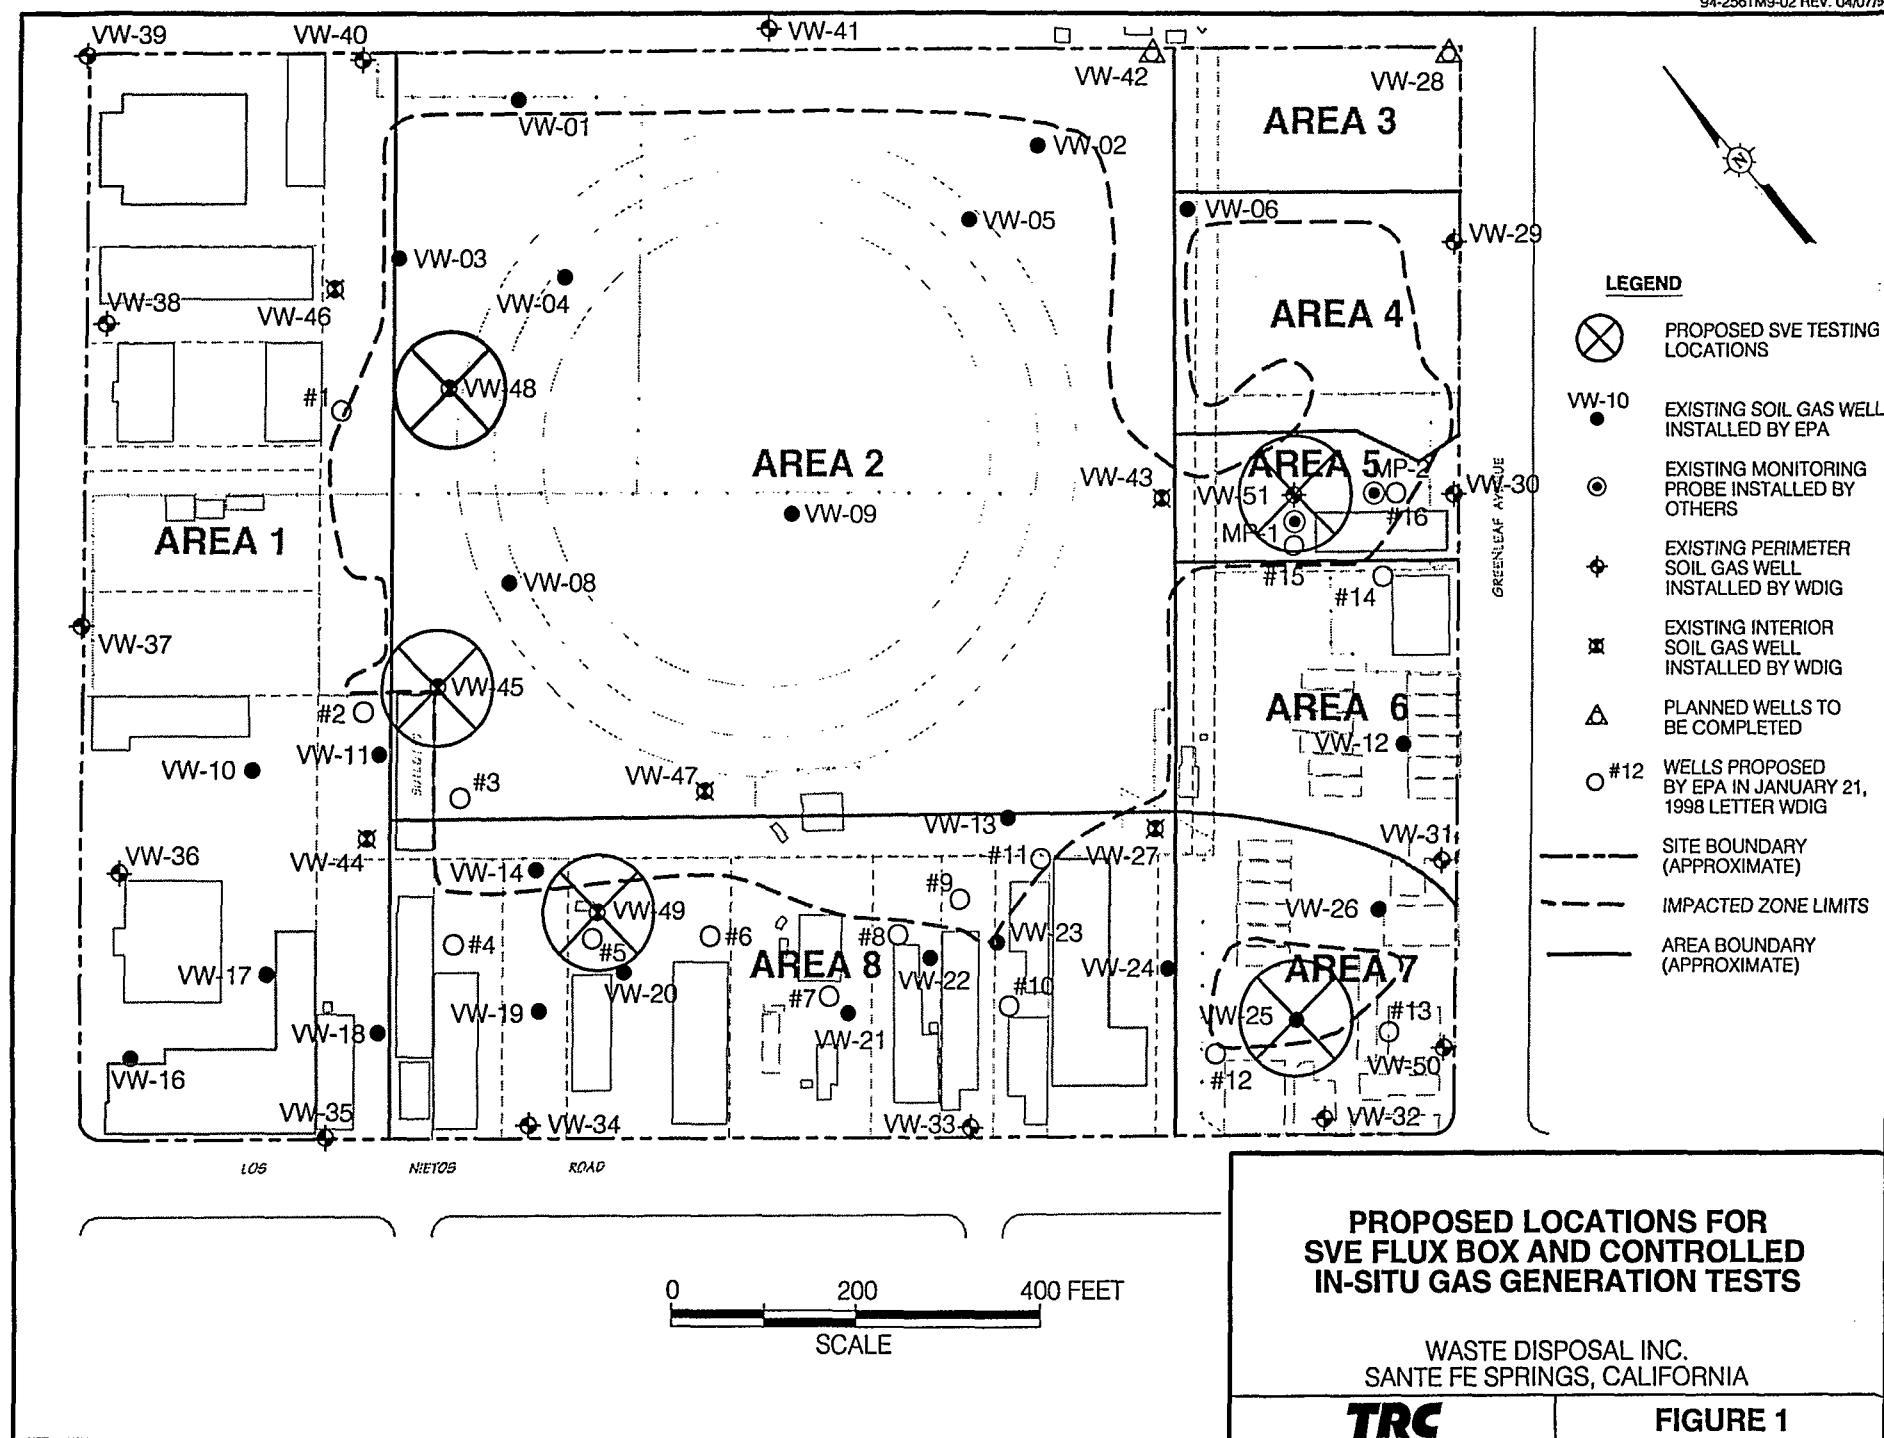 VW-39
VW-40
VW-41
VW-42
VW-28
VW-01
VW-02
AREA 3
VW-05
VW-06
VW-29
VW-03
VW-04
VW-38
VW-46
AREA 4
#1
VW-48
AREA 2
VW-43
AREA 5
MP-2
VW-51
VW-30
#16
MP-1
VW-09
AREA 1
VW-08
#15
#14
GREENLEAF AVENUE
VW-37
VW-45
#2
AREA 6
VW-11
VW-12
VW-10
#3
VW-47
VW-13
VW-31
VW-44
VW-36
#11
VW-27
VW-14
#9
VW-49
VW-26
#4
#5
#6
#8
VW-23
AREA 8
VW-22
VW-24
AREA 7
VW-17
VW-20
#7
#10
VW-19
VW-21
VW-25
#13
VW-18
VW-50
VW-16
#12
VW-35
VW-34
VW-33
VW-32
LOS NIETOS ROAD
N
LEGEND
PROPOSED SVE TESTING
LOCATIONS
VW-10
EXISTING SOIL GAS WELL
INSTALLED BY EPA
EXISTING MONITORING
PROBE INSTALLED BY
OTHERS
EXISTING PERIMETER
SOIL GAS WELL
INSTALLED BY WDIG
EXISTING INTERIOR
SOIL GAS WELL
INSTALLED BY WDIG
PLANNED WELLS TO
BE COMPLETED
#12
WELLS PROPOSED
BY EPA IN JANUARY 21,
1998 LETTER WDIG
SITE BOUNDARY
(APPROXIMATE)
IMPACTED ZONE LIMITS
AREA BOUNDARY
(APPROXIMATE)
0 200 400 FEET
SCALE
PROPOSED LOCATIONS FOR
SVE FLUX BOX AND CONTROLLED
IN-SITU GAS GENERATION TESTS
WASTE DISPOSAL INC.
SANTE FE SPRINGS, CALIFORNIA
TRC
FIGURE 1